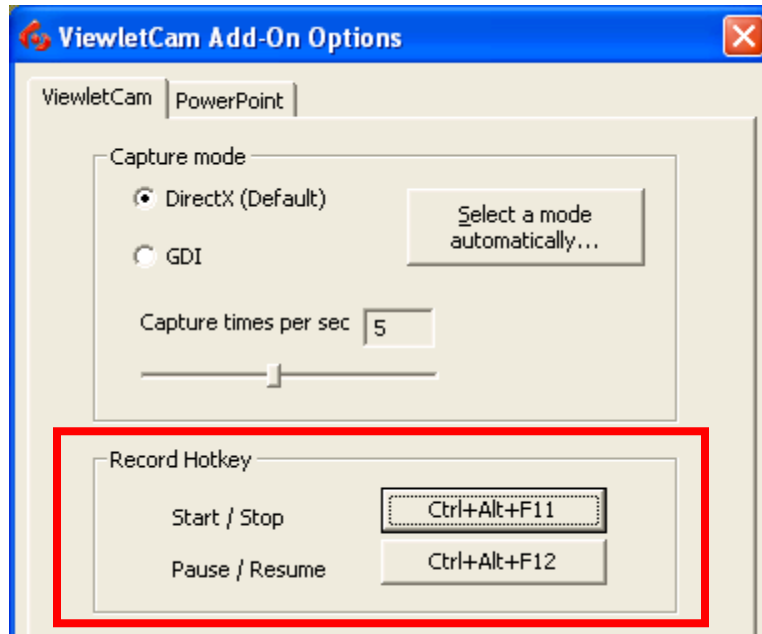 ViewletCam Add-On Options
ViewletCam PowerPoint
Capture mode
DirectX (Default)
Select a mode
automatically...
GDI
Capture times per sec 5
Record Hotkey
Start / Stop Ctrl+Alt+F11
Pause / Resume Ctrl+Alt+F12